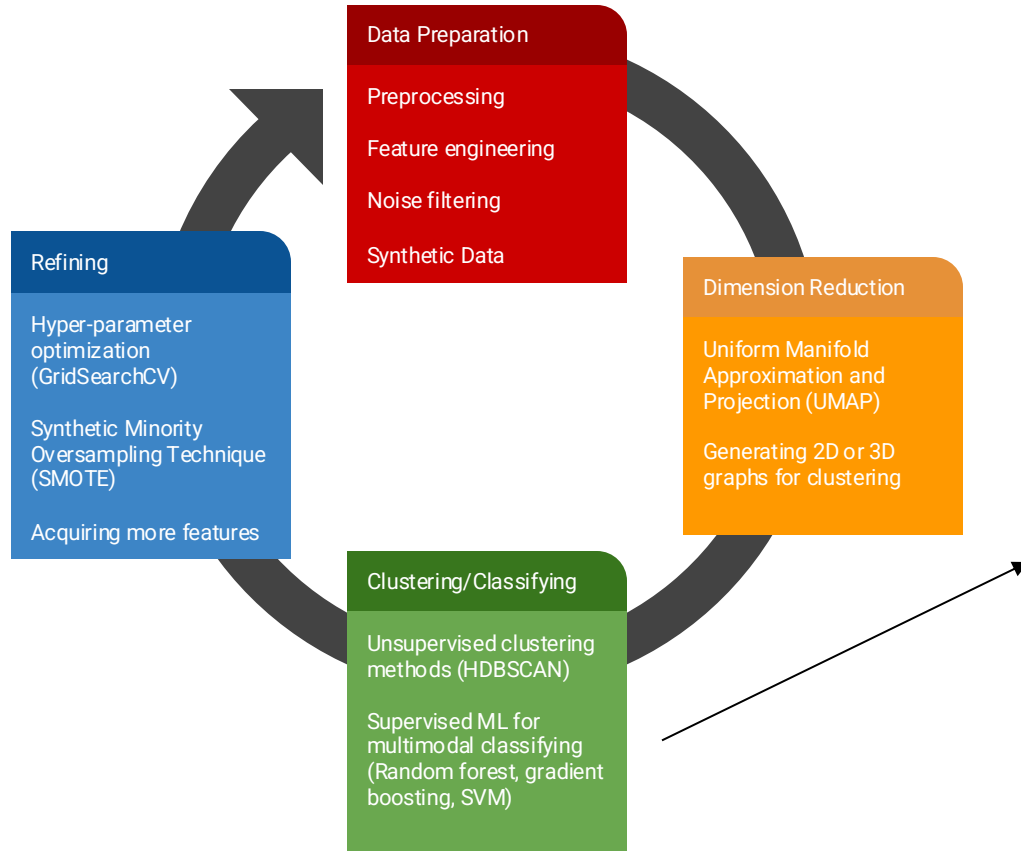 Data Preparation
Preprocessing
Feature engineering
Noise filtering
Synthetic Data
Dimension Reduction
Uniform Manifold
Approximation and
Projection (UMAP)
Generating 2D or 3D
graphs for clustering
Clustering/Classifying
Unsupervised clustering
methods (HDBSCAN)
Supervised ML for
multimodal classifying
(Random forest, gradient
boosting, SVM)
Refining
Hyper-parameter
optimization
(GridSearchCV)
Synthetic Minority
Oversampling Technique
(SMOTE)
Acquiring more features